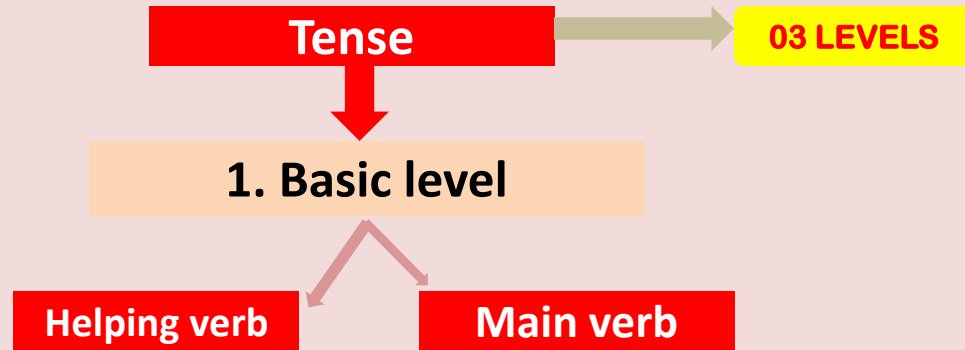 Tense
03 LEVELS
1. Basic level
Helping verb
Main verb